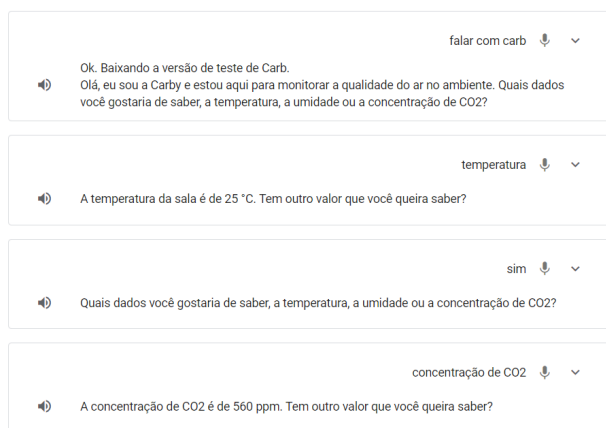 falar com carb
Ok. Baixando a versão de teste de Carb.
Olá, eu sou a Carby e estou aqui para monitorar a qualidade do ar no ambiente. Quais dados
você gostaria de saber, a temperatura, a umidade ou a concentração de CO2?
temperatura
A temperatura da sala é de 25 °C. Tem outro valor que você queira saber?
sim
Quais dados você gostaria de saber, a temperatura, a umidade ou a concentração de CO2?
concentração de CO2
A concentração de CO2 é de 560 ppm. Tem outro valor que você queira saber?